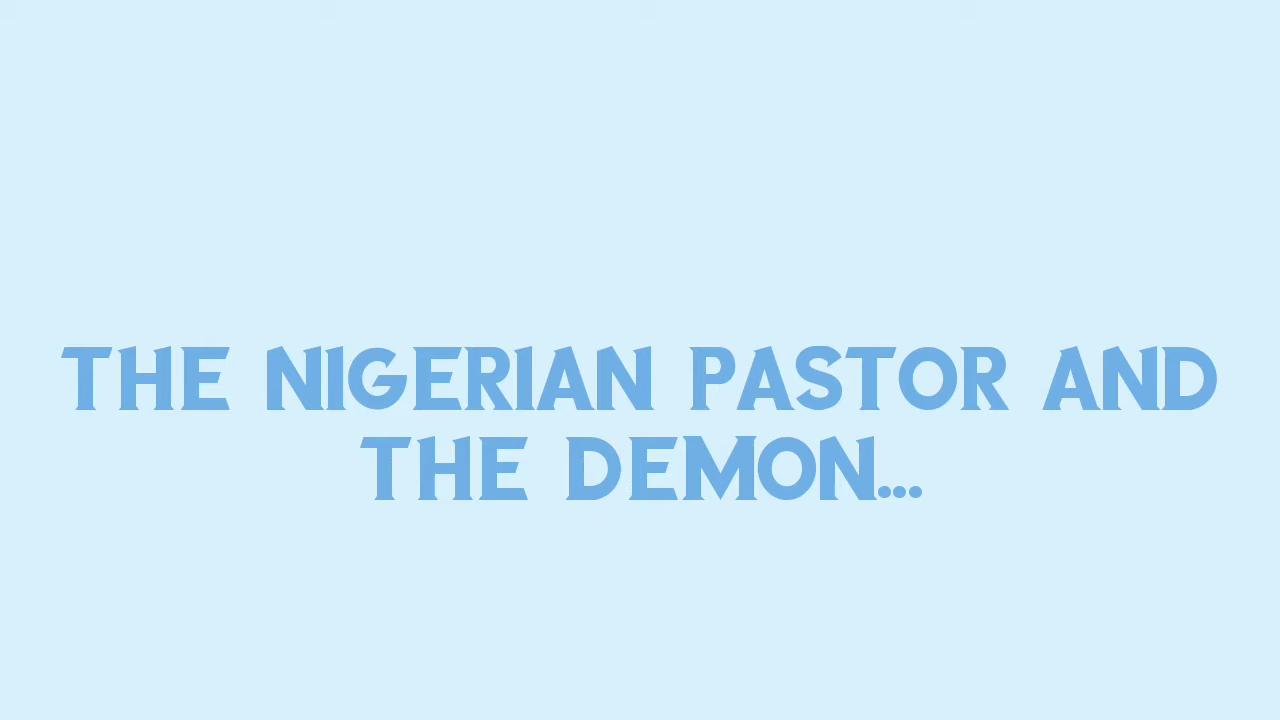 THE NIGERIAN PASTOR AND
THE DEMON...